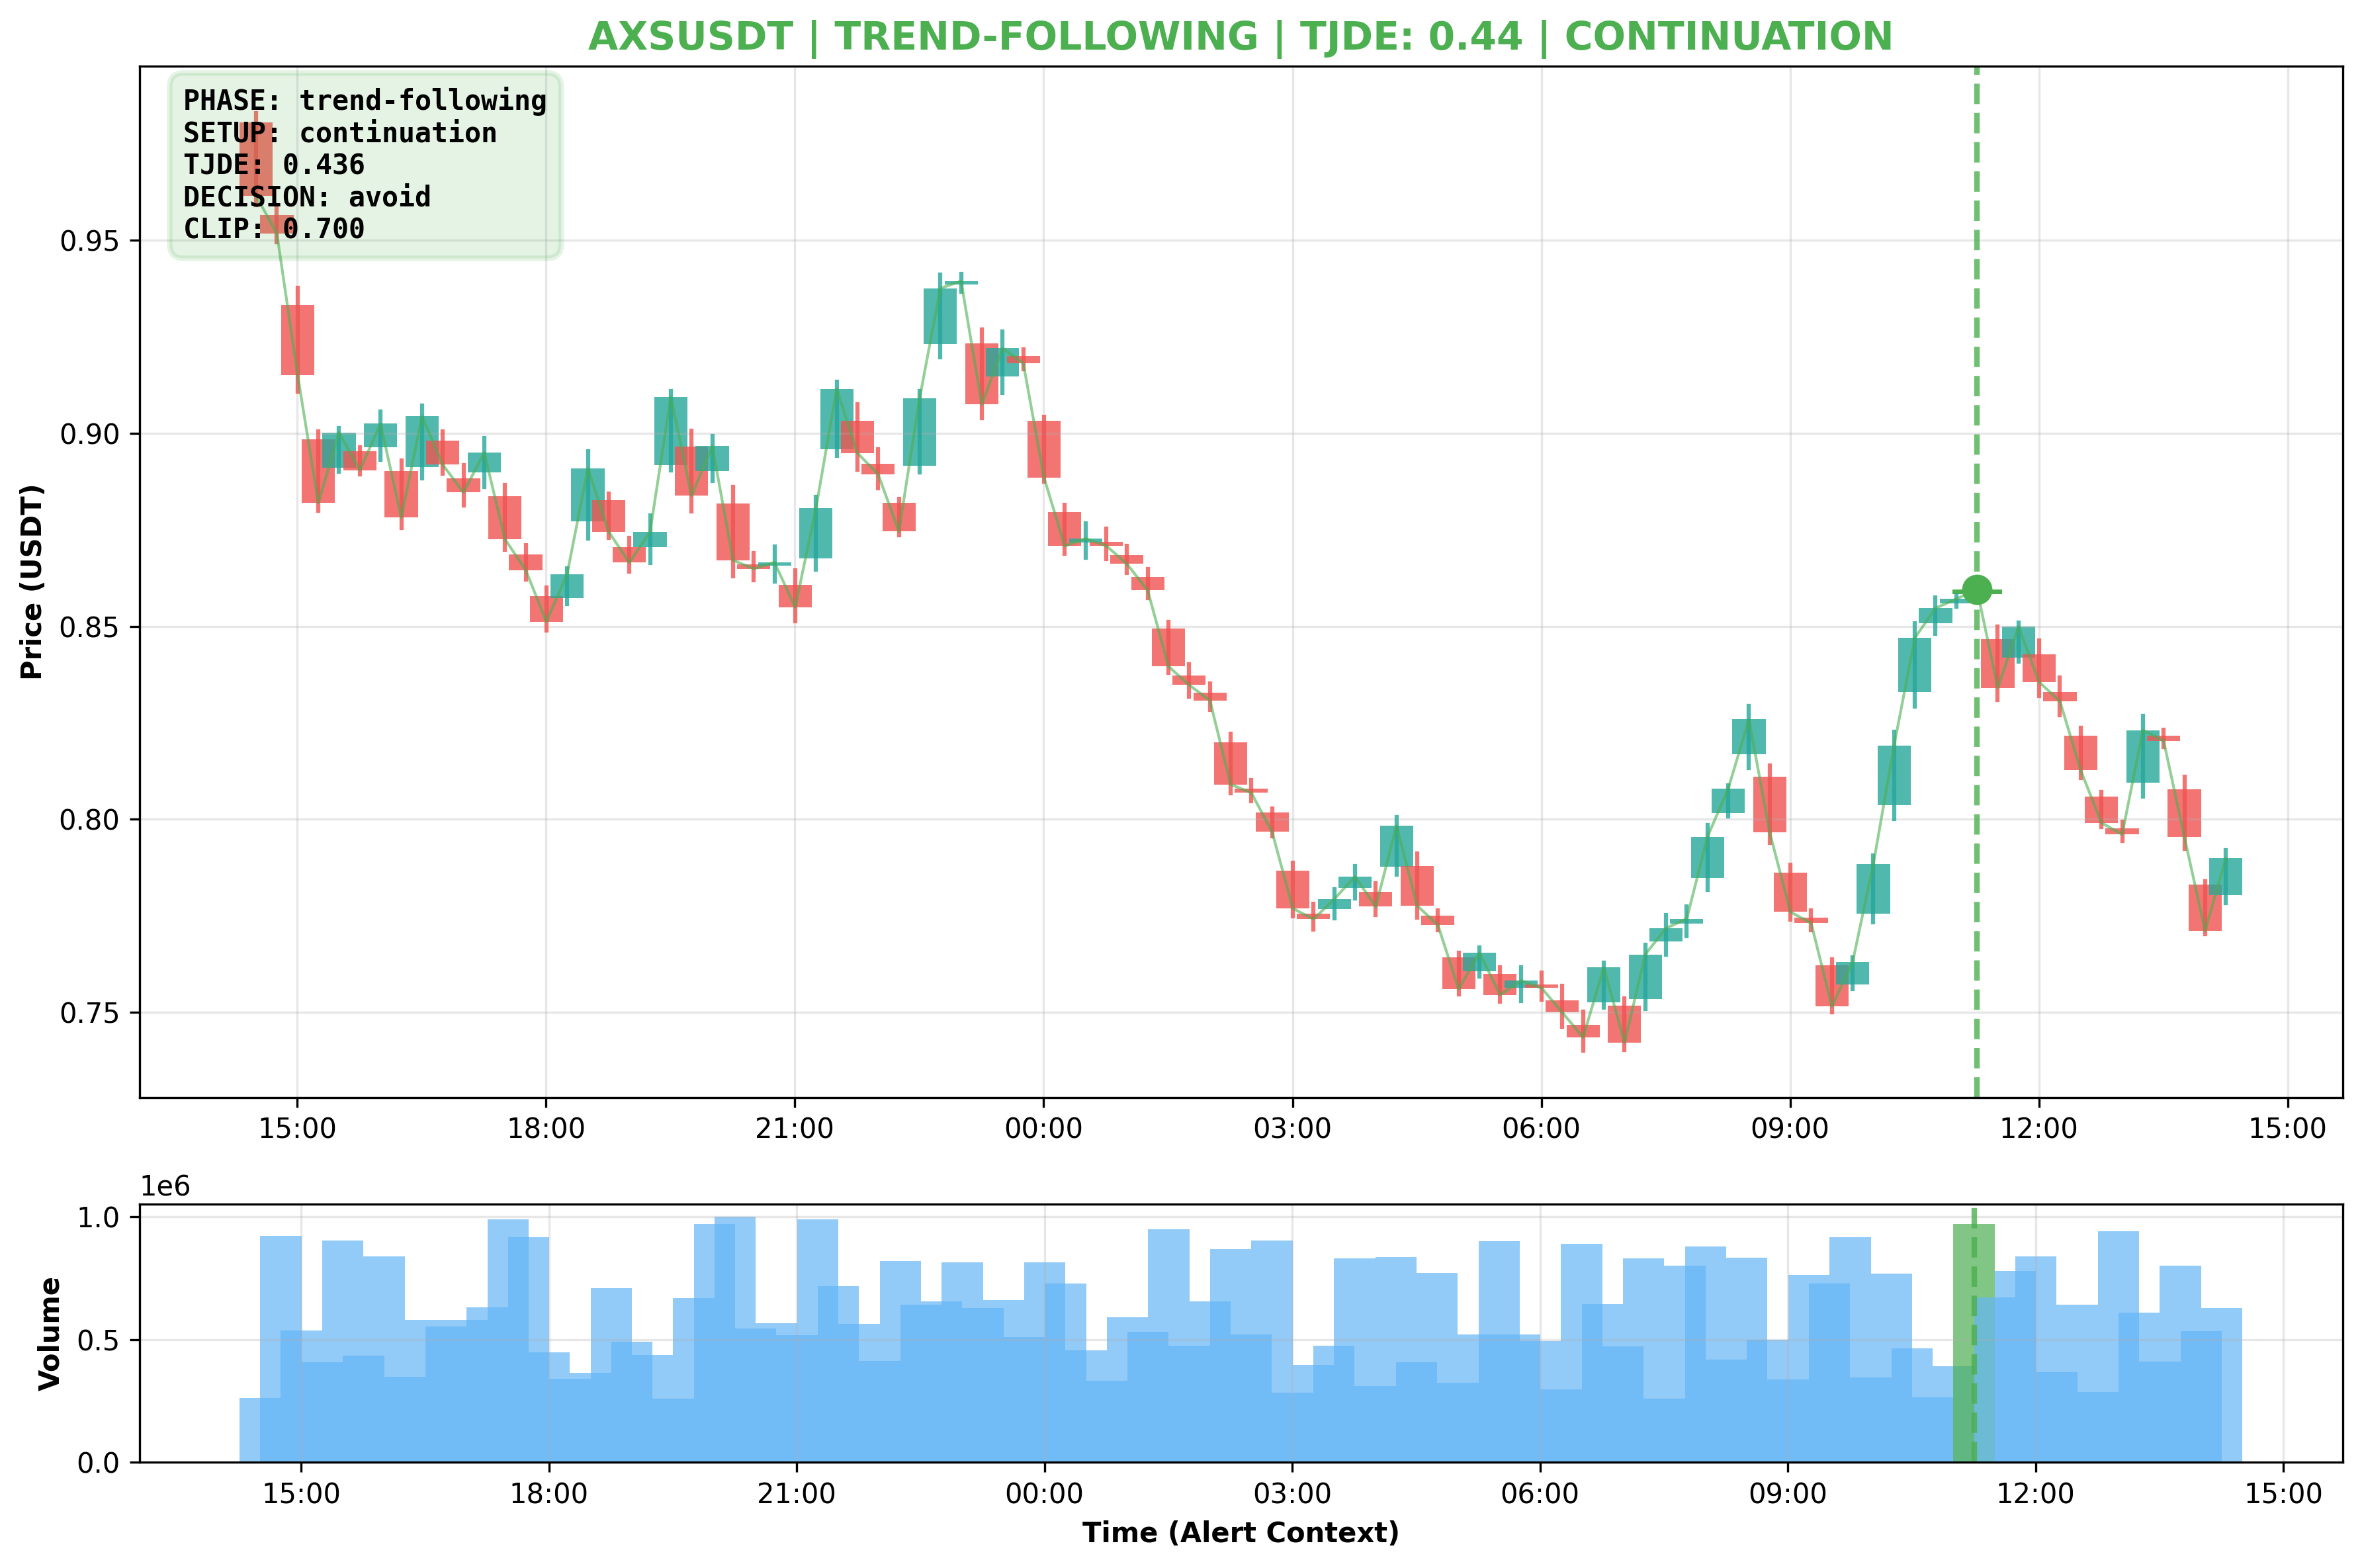 AXSUSDT | TREND-FOLLOWING | TJDE: 0.44 | CONTINUATION
PHASE: trend-following
SETUP: continuation
TJDE: 0.436
DECISION: avoid
CLIP: 0.700
Price (USDT)
0.95
0.90
0.85
0.80
0.75
15:00 18:00 21:00 00:00 03:00 06:00 09:00 12:00 15:00
1e6
Volume
1.0
0.5
0.0
15:00 18:00 21:00 00:00 03:00 06:00 09:00 12:00 15:00
Time (Alert Context)